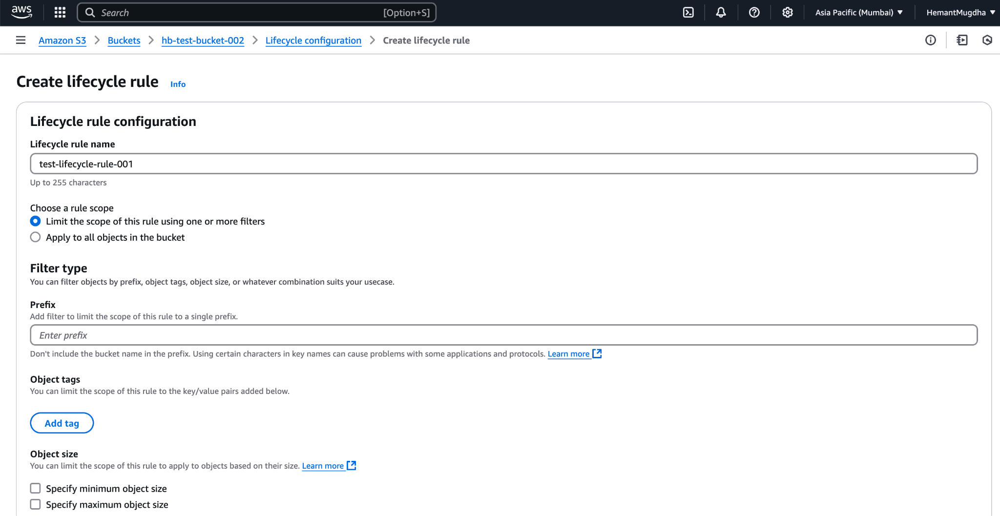 aws Search [Option+S] Asia Pacific (Mumbai) HemantMugdha
Amazon S3 Buckets hb-test-bucket-002 Lifecycle configuration Create lifecycle rule
Create lifecycle rule Info
Lifecycle rule configuration
Lifecycle rule name
test-lifecycle-rule-001
Up to 255 characters
Choose a rule scope
Limit the scope of this rule using one or more filters
Apply to all objects in the bucket
Filter type
You can filter objects by prefix, object tags, object size, or whatever combination suits your usecase.
Prefix
Add filter to limit the scope of this rule to a single prefix.
Enter prefix
Don't include the bucket name in the prefix. Using certain characters in key names can cause problems with some applications and protocols. Learn more
Object tags
You can limit the scope of this rule to the key/value pairs added below.
Add tag
Object size
You can limit the scope of this rule to apply to objects based on their size. Learn more
Specify minimum object size
Specify maximum object size